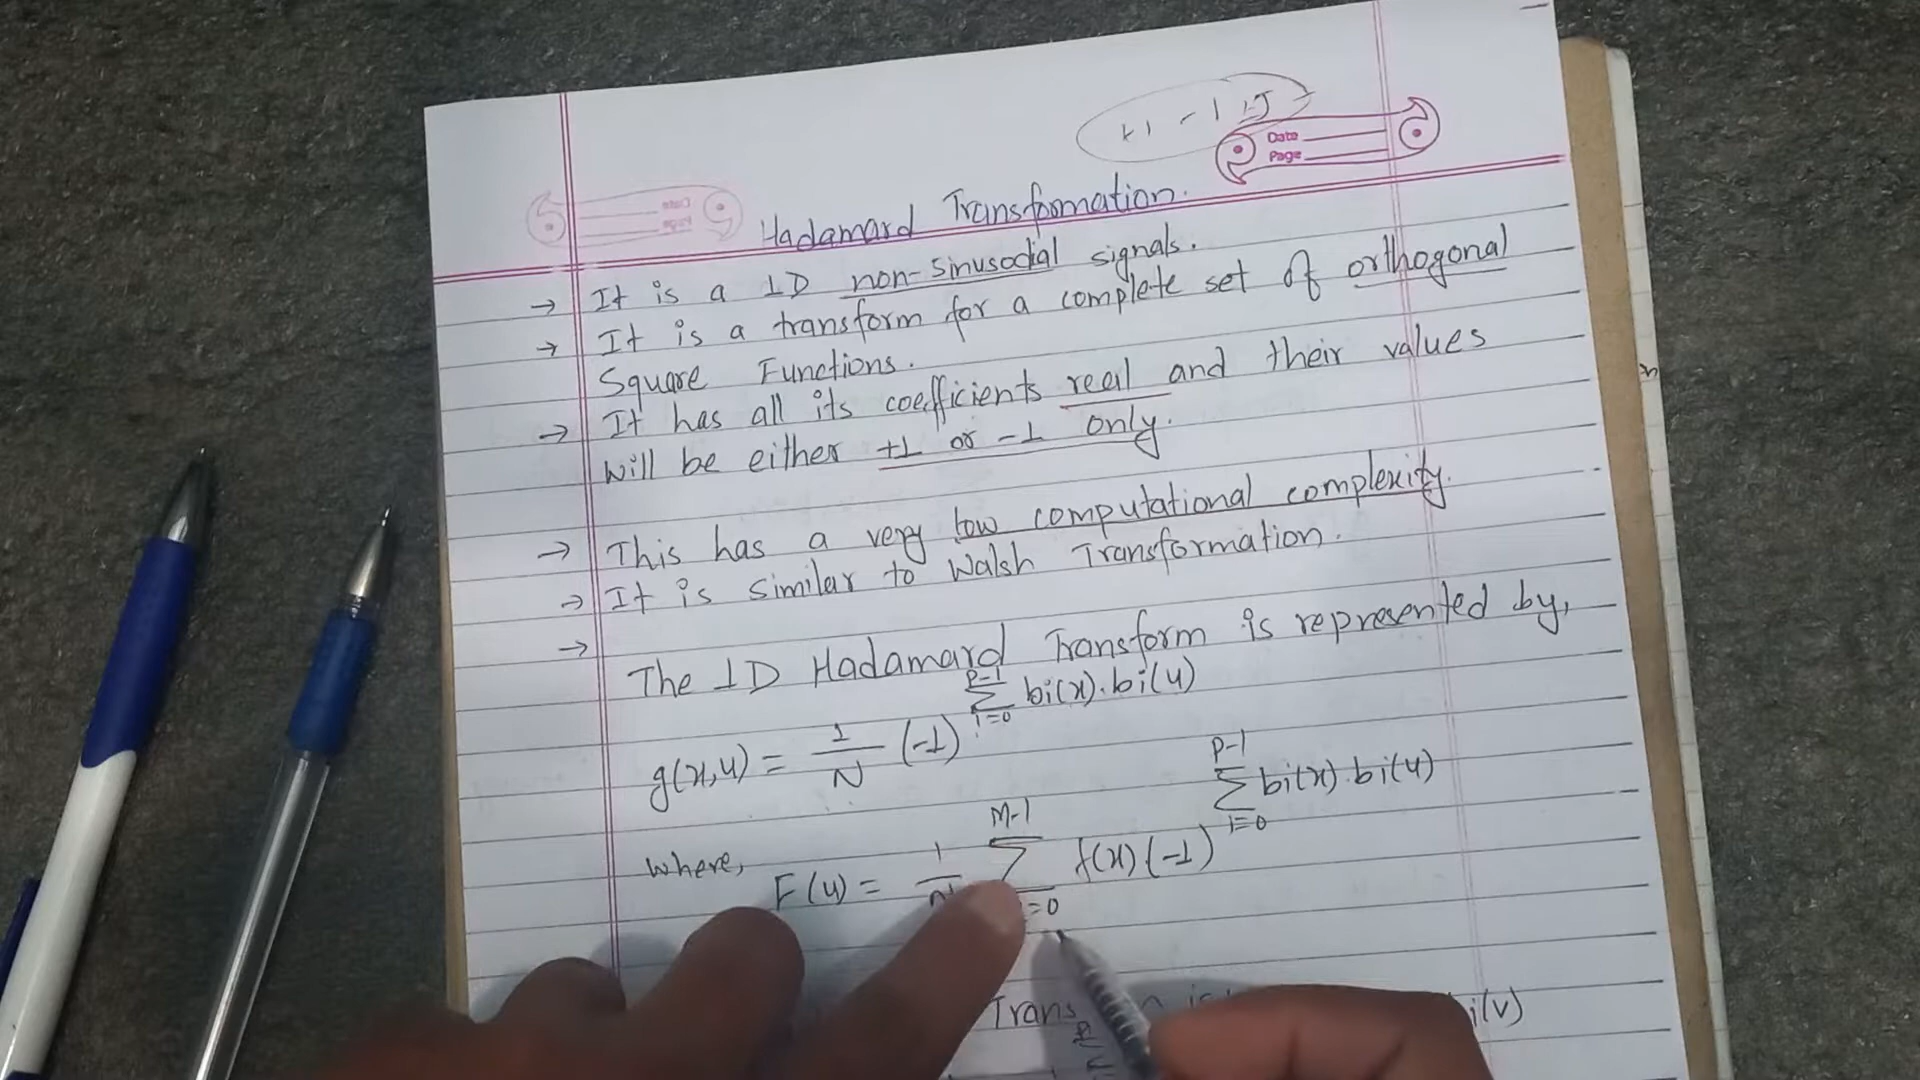 +1 -1 ±J
Date
Page
Hadamard Transformation.
→ It is a 1D non-sinusodial signals.
→ It is a transform for a complete set of orthogonal
Square Functions.
→ It has all its coefficients real and their values
will be either +1 or -1 only.
→ This has a very low computational complexity.
→ It is similar to Walsh Transformation.
→
The 1D Hadamard Transform is represented by,
g(x,u) = 1/N (-1)^ P-1 Σ i=0 bi(x).bi(u)
where, F(u) = 1/N M-1 Σ =0 f(x) (-1)^ P-1 Σ i=0 bi(x).bi(u)
Trans i(v)